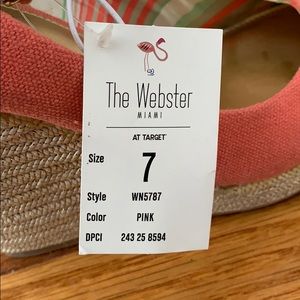 The Webster
MIAMI
AT TARGET
Size 7
Style WN5787
Color PINK
DPCI 243 25 8594